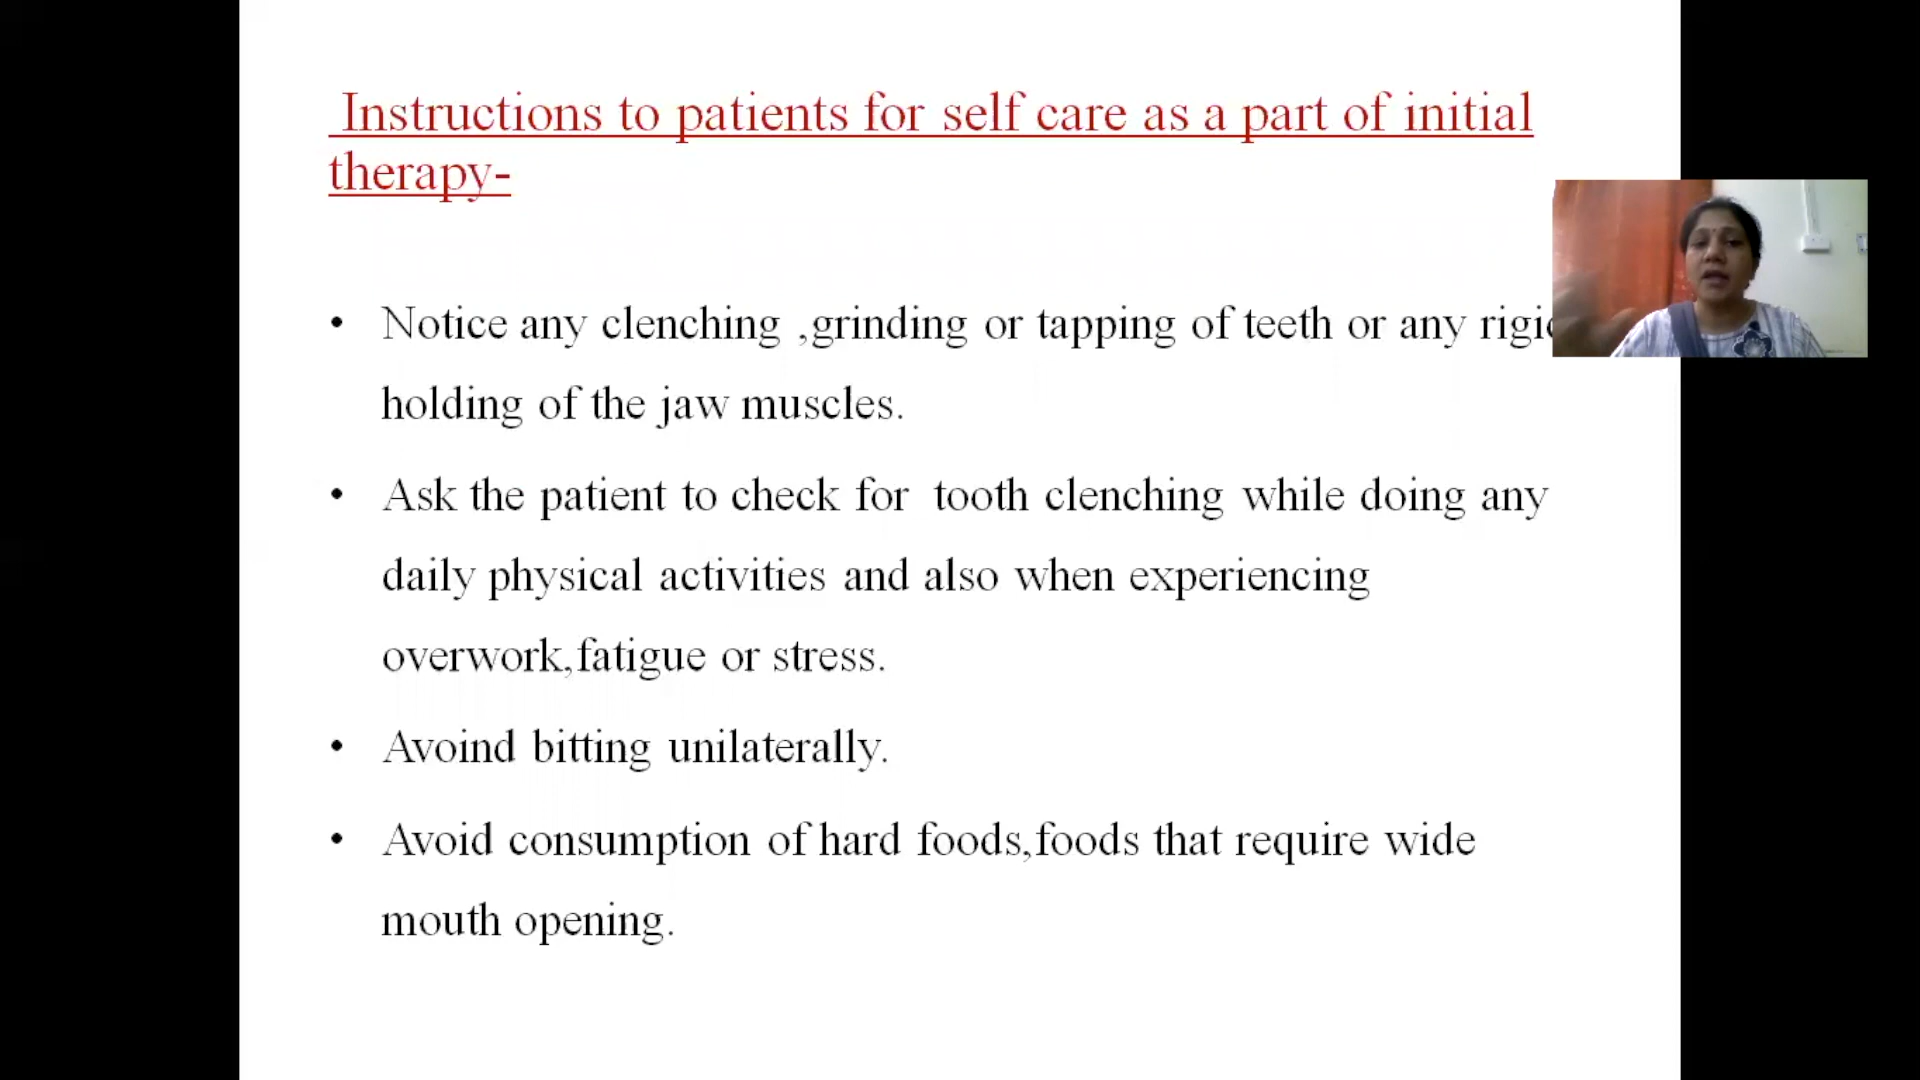 Instructions to patients for self care as a part of initial
therapy-
• Notice any clenching ,grinding or tapping of teeth or any
holding of the jaw muscles.
• Ask the patient to check for tooth clenching while doing any
daily physical activities and also when experiencing
overwork,fatigue or stress.
• Avoind bitting unilaterally.
• Avoid consumption of hard foods,foods that require wide
mouth opening.